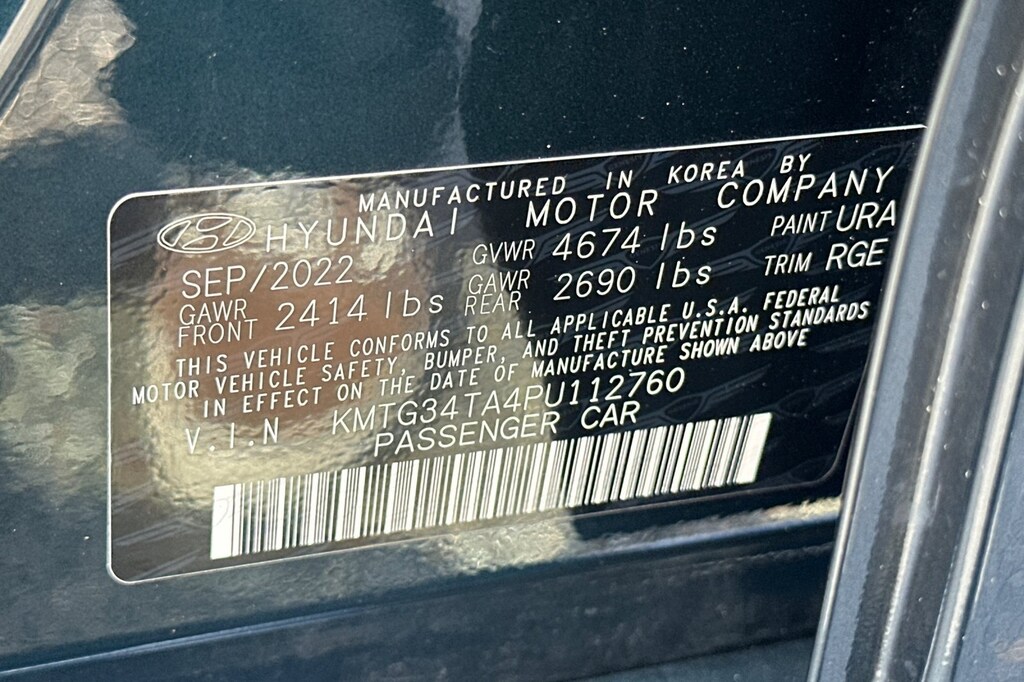 MANUFACTURED IN KOREA BY
HYUNDAI MOTOR COMPANY
SEP/2022 GVWR 4674 lbs PAINT URA
GAWR FRONT 2414 lbs GAWR REAR 2690 lbs TRIM RGE
THIS VEHICLE CONFORMS TO ALL APPLICABLE U.S.A. FEDERAL
MOTOR VEHICLE SAFETY, BUMPER, AND THEFT PREVENTION STANDARDS
IN EFFECT ON THE DATE OF MANUFACTURE SHOWN ABOVE
V.I.N KMTG34TA4PU112760
PASSENGER CAR